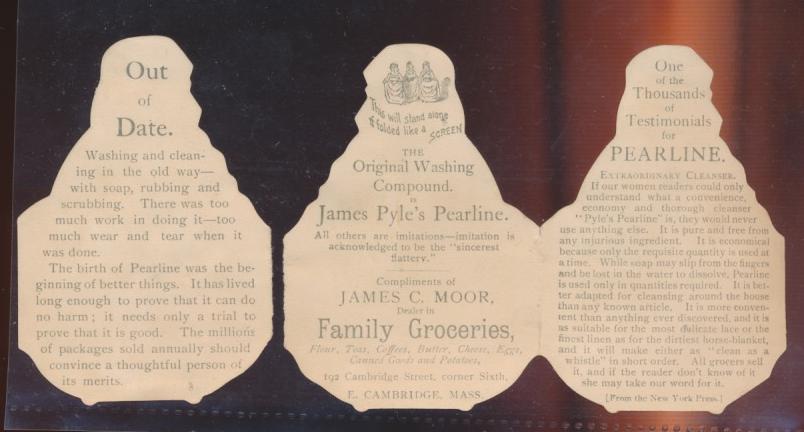 Out
of
Date.
Washing and clean-
ing in the old way—
with soap, rubbing and
scrubbing. There was too
much work in doing it—too
much wear and tear when it
was done.
The birth of Pearline was the be-
ginning of better things. It has lived
long enough to prove that it can do
no harm; it needs only a trial to
prove that it is good. The millions
of packages sold annually should
convince a thoughtful person of
its merits.
8
This will stand alone
if folded like a SCREEN
THE
Original Washing
Compound.
is
James Pyle's Pearline.
All others are imitations—imitation is
acknowledged to be the "sincerest
flattery."
Compliments of
JAMES C. MOOR,
Dealer in
Family Groceries,
Flour, Teas, Coffees, Butter, Cheese, Eggs,
Canned Goods and Potatoes,
192 Cambridge Street, corner Sixth,
E. CAMBRIDGE, MASS.
One
of the
Thousands
of
Testimonials
for
PEARLINE.
EXTRAORDINARY CLEANSER.
If our women readers could only
understand what a convenience,
economy and thorough cleanser
"Pyle's Pearline" is, they would never
use anything else. It is pure and free from
any injurious ingredient. It is economical
because only the requisite quantity is used at
a time. While soap may slip from the fingers
and be lost in the water to dissolve, Pearline
is used only in quantities required. It is bet-
ter adapted for cleansing around the house
than any known article. It is more conven-
ient than anything ever discovered, and it is
as suitable for the most delicate lace or the
finest linen as for the dirtiest horse-blanket,
and it will make either as "clean as a
whistle" in short order. All grocers sell
it, and if the reader don't know of it
she may take our word for it.
[From the New York Press.]